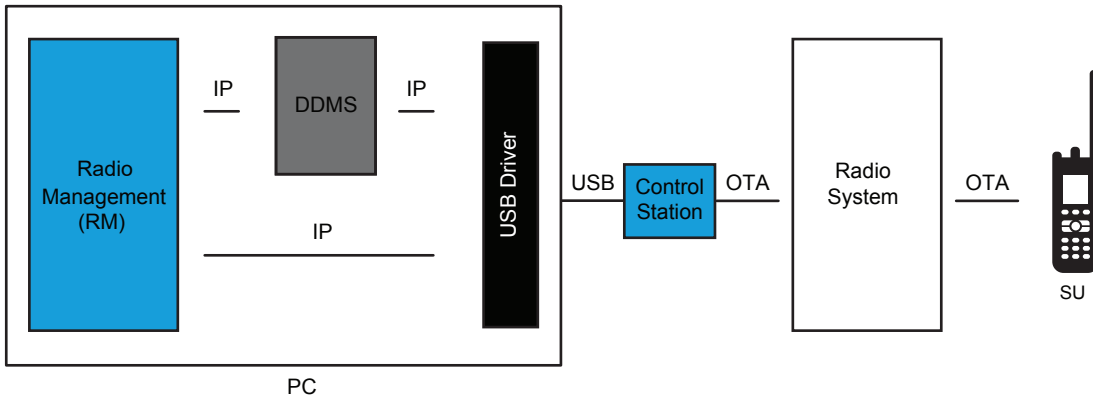 IP
DDMS
IP
Radio
Management
(RM)
IP
USB Driver
USB
Control
Station
OTA
Radio
System
OTA
SU
PC